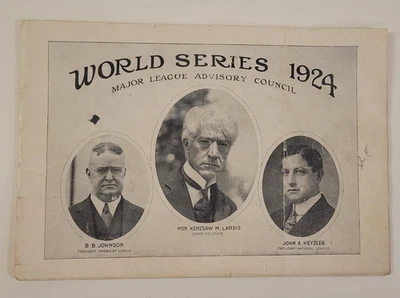 WORLD SERIES 1924
MAJOR LEAGUE ADVISORY COUNCIL
HON. KENESAW M. LANDIS
COMMISSIONER
B. B. JOHNSON
PRESIDENT AMERICAN LEAGUE
JOHN A. HEYDLER
PRESIDENT NATIONAL LEAGUE